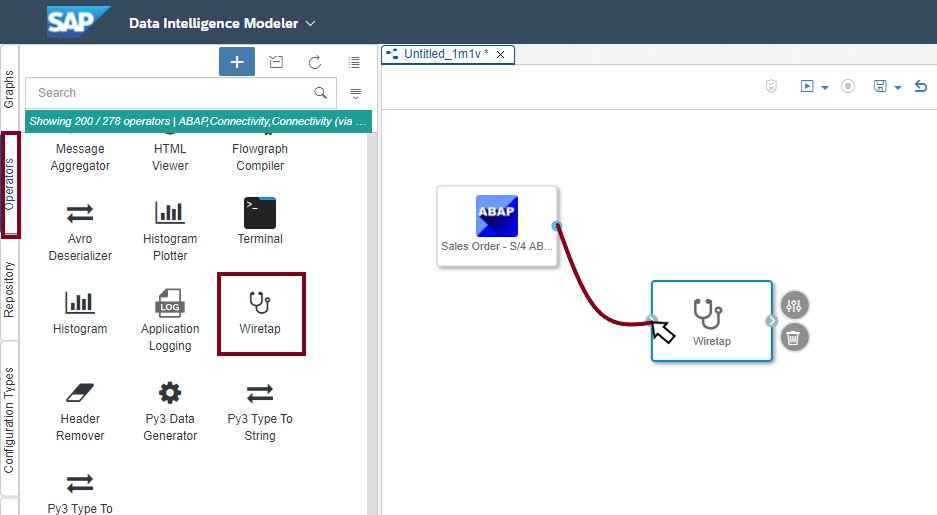 SAP
Data Intelligence Modeler
Graphs
Operators
Repository
Configuration Types
Search
Showing 200 / 278 operators | ABAP,Connectivity,Connectivity (via ...
Message
Aggregator
HTML
Viewer
Flowgraph
Compiler
Avro
Deserializer
Histogram
Plotter
>_
Terminal
Histogram
LOG
Application
Logging
Wiretap
Header
Remover
Py3 Data
Generator
Py3 Type To
String
Py3 Type To
Untitled_1m1v *
ABAP
Sales Order - S/4 AB...
Wiretap